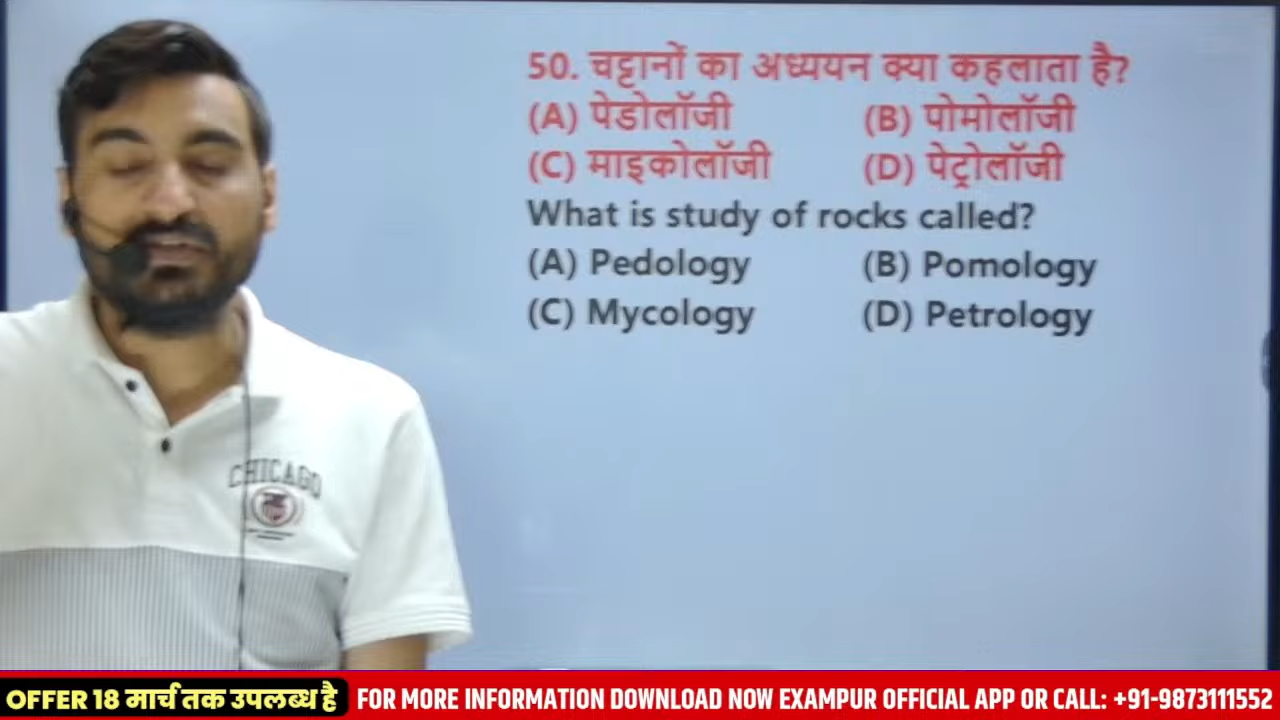 50. चट्टानों का अध्ययन क्या कहलाता है?
(A) पेडोलॉजी (B) पोमोलॉजी
(C) माइकोलॉजी (D) पेट्रोलॉजी
What is study of rocks called?
(A) Pedology (B) Pomology
(C) Mycology (D) Petrology
CHICAGO
OFFER 18 मार्च तक उपलब्ध है FOR MORE INFORMATION DOWNLOAD NOW EXAMPUR OFFICIAL APP OR CALL: +91-9873111552